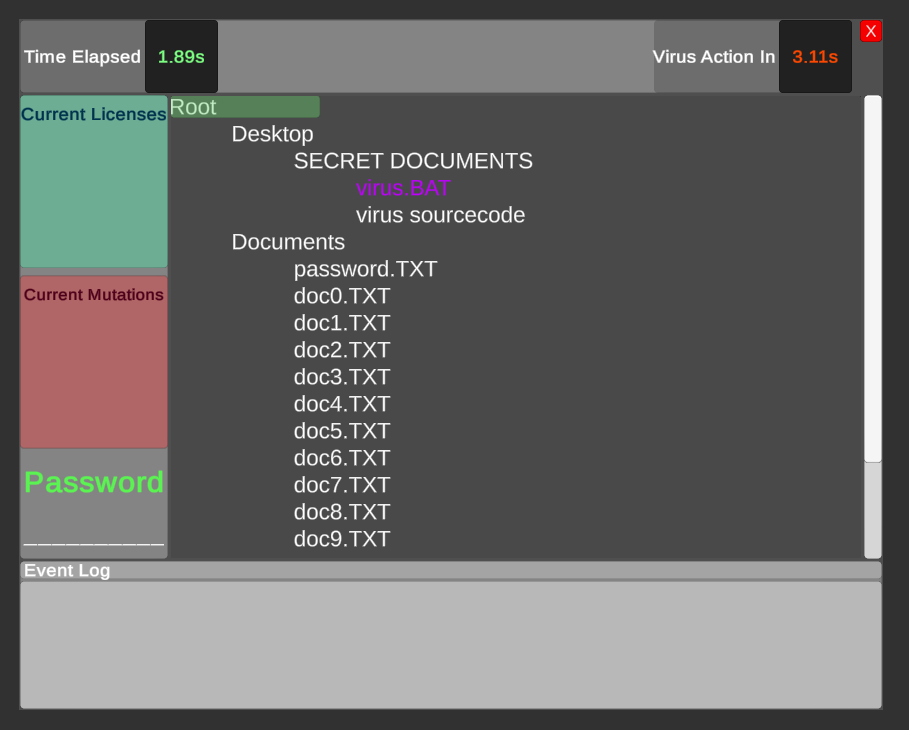 Time Elapsed 1.89s Virus Action In 3.11s X
Current Licenses
Root
Desktop
SECRET DOCUMENTS
virus.BAT
virus sourcecode
Documents
password.TXT
doc0.TXT
doc1.TXT
doc2.TXT
doc3.TXT
doc4.TXT
doc5.TXT
doc6.TXT
doc7.TXT
doc8.TXT
doc9.TXT
Current Mutations
Password
__________
Event Log